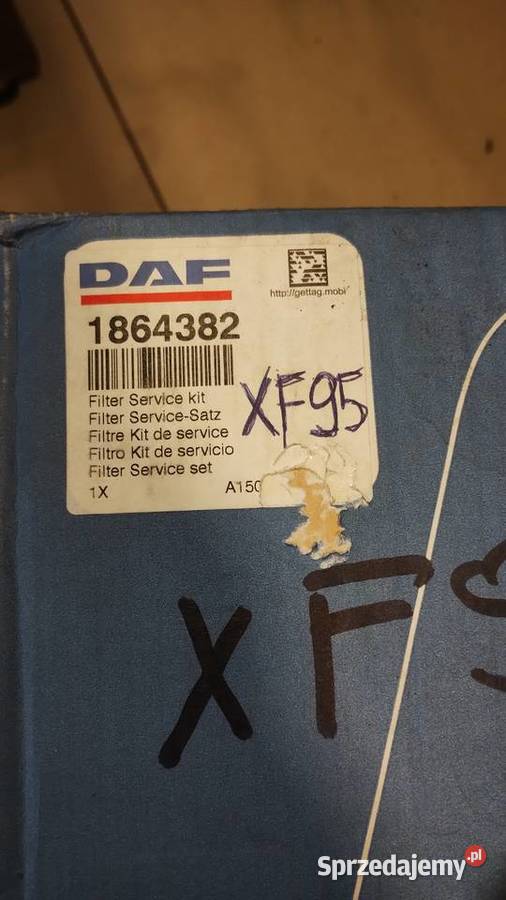 DAF
http://gettag.mobi
1864382
Filter Service kit
Filter Service-Satz
Filtre Kit de service
Filtro Kit de servicio
Filter Service set
1X
XF95
XF
Sprzedajemy.pl